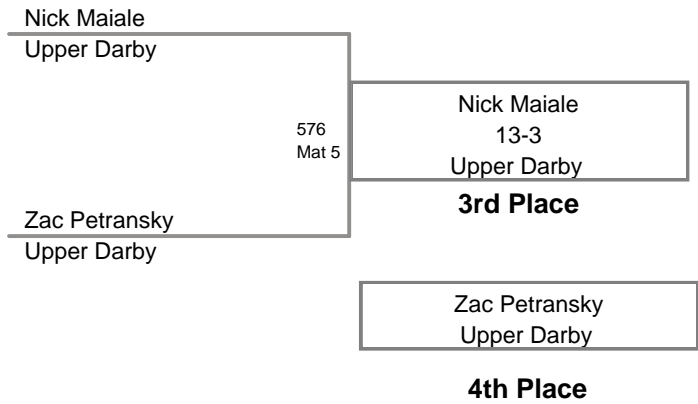 Nick Maiale
Upper Darby
576
Mat 5
Nick Maiale
13-3
Upper Darby
3rd Place
Zac Petransky
Upper Darby
Zac Petransky
Upper Darby
4th Place